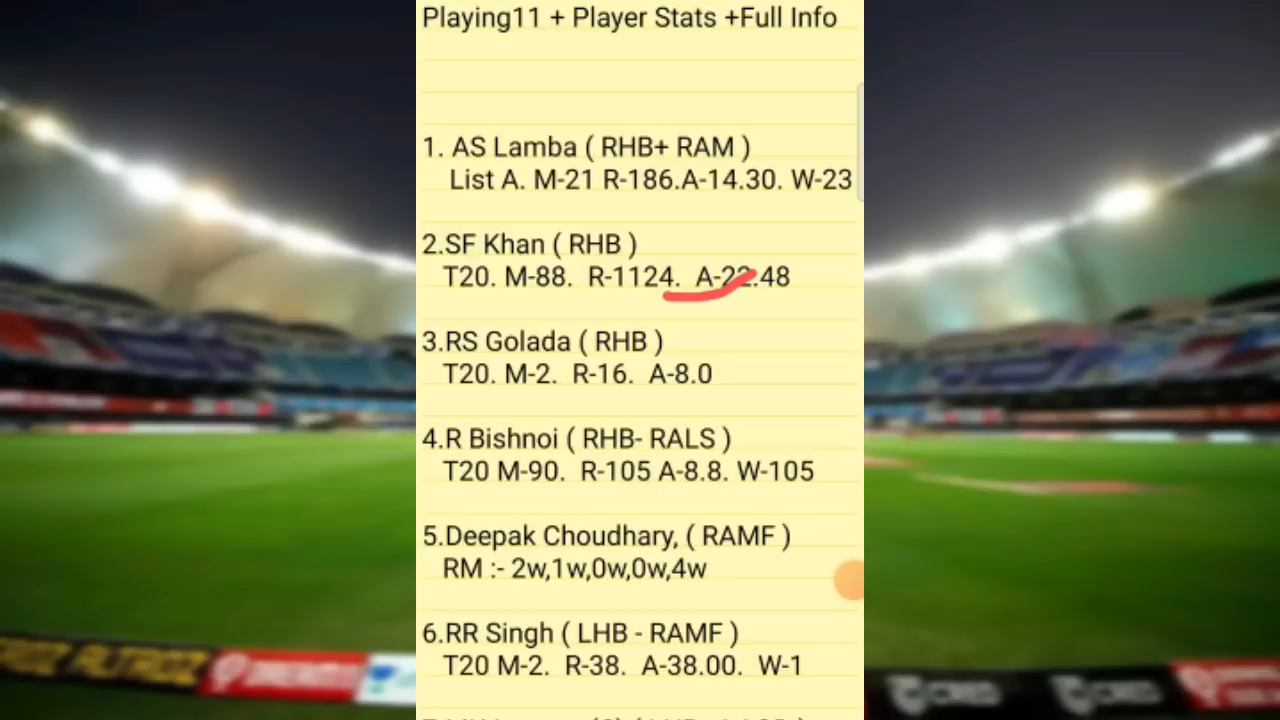 Playing11 + Player Stats +Full Info
1. AS Lamba ( RHB+ RAM )
List A. M-21 R-186.A-14.30. W-23
2.SF Khan ( RHB )
T20. M-88. R-1124. A-22.48
3.RS Golada ( RHB )
T20. M-2. R-16. A-8.0
4.R Bishnoi ( RHB- RALS )
T20 M-90. R-105 A-8.8. W-105
5.Deepak Choudhary, ( RAMF )
RM :- 2w,1w,0w,0w,4w
6.RR Singh ( LHB - RAMF )
T20 M-2. R-38. A-38.00. W-1
ALTROZ
CRED
CRED